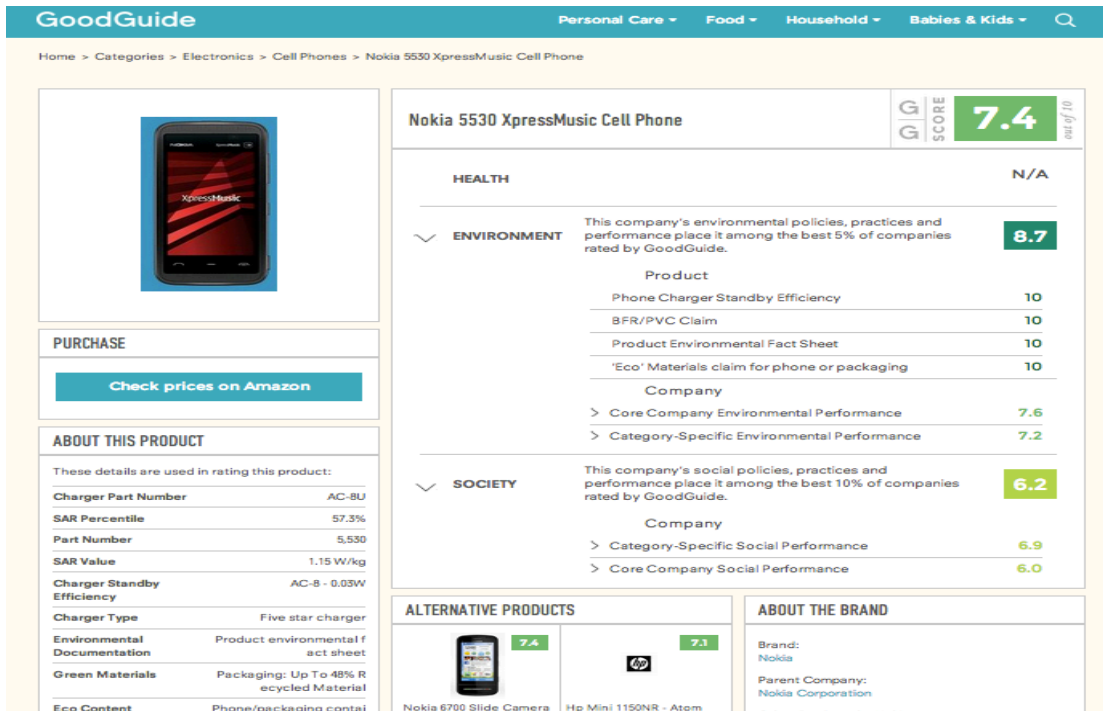 GoodGuide
Personal Care Food Household Babies & Kids
Home > Categories > Electronics > Cell Phones > Nokia 5530 XpressMusic Cell Phone
NOKIA XpressMusic
XpressMusic
PURCHASE
Check prices on Amazon
ABOUT THIS PRODUCT
These details are used in rating this product:
Charger Part Number AC-8U
SAR Percentile 57.3%
Part Number 5,530
SAR Value 1.15 W/kg
Charger Standby AC-8 - 0.03W
Efficiency
Charger Type Five star charger
Environmental Product environmental f
Documentation act sheet
Green Materials Packaging: Up To 48% R
ecycled Material
Eco Content Phone/packaging contai
Nokia 5530 XpressMusic Cell Phone
GG SCORE 7.4 out of 10
HEALTH N/A
ENVIRONMENT
This company's environmental policies, practices and
performance place it among the best 5% of companies
rated by GoodGuide.
8.7
Product
Phone Charger Standby Efficiency 10
BFR/PVC Claim 10
Product Environmental Fact Sheet 10
'Eco' Materials claim for phone or packaging 10
Company
> Core Company Environmental Performance 7.6
> Category-Specific Environmental Performance 7.2
SOCIETY
This company's social policies, practices and
performance place it among the best 10% of companies
rated by GoodGuide.
6.2
Company
> Category-Specific Social Performance 6.9
> Core Company Social Performance 6.0
ALTERNATIVE PRODUCTS
7.4
Nokia 6700 Slide Camera
7.1
hp
Hp Mini 1150NR - Atom
ABOUT THE BRAND
Brand:
Nokia
Parent Company:
Nokia Corporation